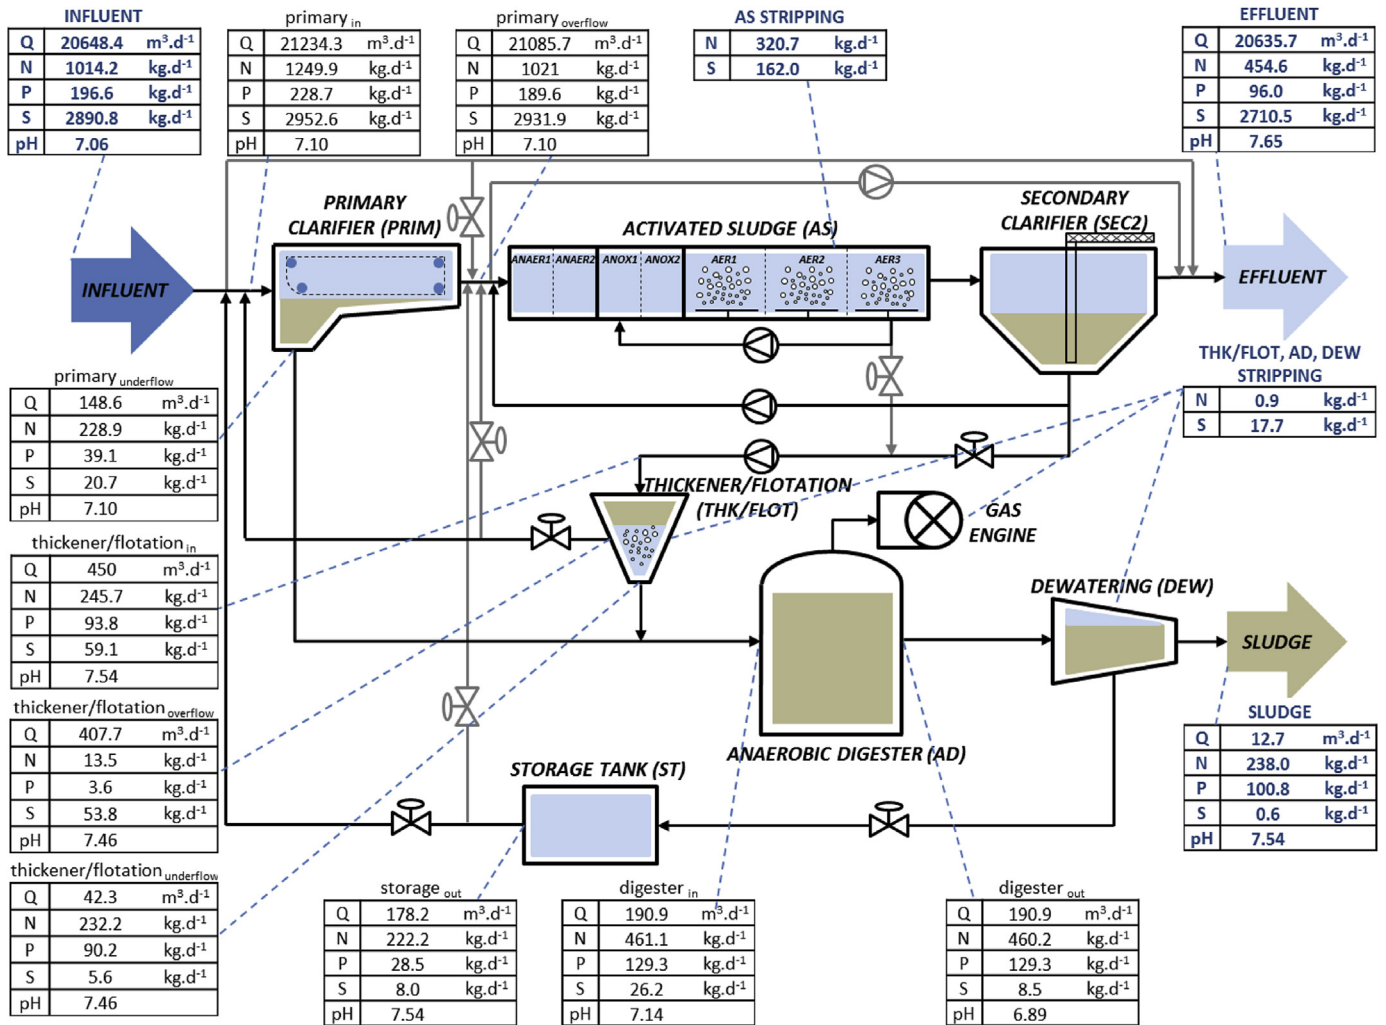 INFLUENT
Q 20648.4 m³.d⁻¹
N 1014.2 kg.d⁻¹
P 196.6 kg.d⁻¹
S 2890.8 kg.d⁻¹
pH 7.06
primary in
Q 21234.3 m³.d⁻¹
N 1249.9 kg.d⁻¹
P 228.7 kg.d⁻¹
S 2952.6 kg.d⁻¹
pH 7.10
primary overflow
Q 21085.7 m³.d⁻¹
N 1021 kg.d⁻¹
P 189.6 kg.d⁻¹
S 2931.9 kg.d⁻¹
pH 7.10
AS STRIPPING
N 320.7 kg.d⁻¹
S 162.0 kg.d⁻¹
EFFLUENT
Q 20635.7 m³.d⁻¹
N 454.6 kg.d⁻¹
P 96.0 kg.d⁻¹
S 2710.5 kg.d⁻¹
pH 7.65
PRIMARY
CLARIFIER (PRIM)
ACTIVATED SLUDGE (AS)
SECONDARY
CLARIFIER (SEC2)
ANAER1 ANAER2 ANOX1 ANOX2 AER1 AER2 AER3
INFLUENT
EFFLUENT
THK/FLOT, AD, DEW
STRIPPING
N 0.9 kg.d⁻¹
S 17.7 kg.d⁻¹
primary underflow
Q 148.6 m³.d⁻¹
N 228.9 kg.d⁻¹
P 39.1 kg.d⁻¹
S 20.7 kg.d⁻¹
pH 7.10
THICKENER/FLOTATION
(THK/FLOT)
GAS
ENGINE
thickener/flotation in
Q 450 m³.d⁻¹
N 245.7 kg.d⁻¹
P 93.8 kg.d⁻¹
S 59.1 kg.d⁻¹
pH 7.54
DEWATERING (DEW)
SLUDGE
thickener/flotation overflow
Q 407.7 m³.d⁻¹
N 13.5 kg.d⁻¹
P 3.6 kg.d⁻¹
S 53.8 kg.d⁻¹
pH 7.46
ANAEROBIC DIGESTER (AD)
STORAGE TANK (ST)
SLUDGE
Q 12.7 m³.d⁻¹
N 238.0 kg.d⁻¹
P 100.8 kg.d⁻¹
S 0.6 kg.d⁻¹
pH 7.54
thickener/flotation underflow
Q 42.3 m³.d⁻¹
N 232.2 kg.d⁻¹
P 90.2 kg.d⁻¹
S 5.6 kg.d⁻¹
pH 7.46
storage out
Q 178.2 m³.d⁻¹
N 222.2 kg.d⁻¹
P 28.5 kg.d⁻¹
S 8.0 kg.d⁻¹
pH 7.54
digester in
Q 190.9 m³.d⁻¹
N 461.1 kg.d⁻¹
P 129.3 kg.d⁻¹
S 26.2 kg.d⁻¹
pH 7.14
digester out
Q 190.9 m³.d⁻¹
N 460.2 kg.d⁻¹
P 129.3 kg.d⁻¹
S 8.5 kg.d⁻¹
pH 6.89